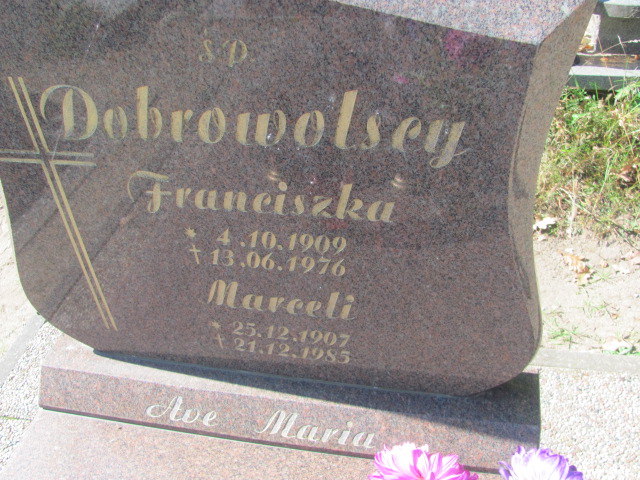 ś.p.
Dobrowolscy
Franciszka
* 4.10.1909
† 13.06.1976
Marceli
* 25.12.1907
† 21.12.1985
Ave Maria